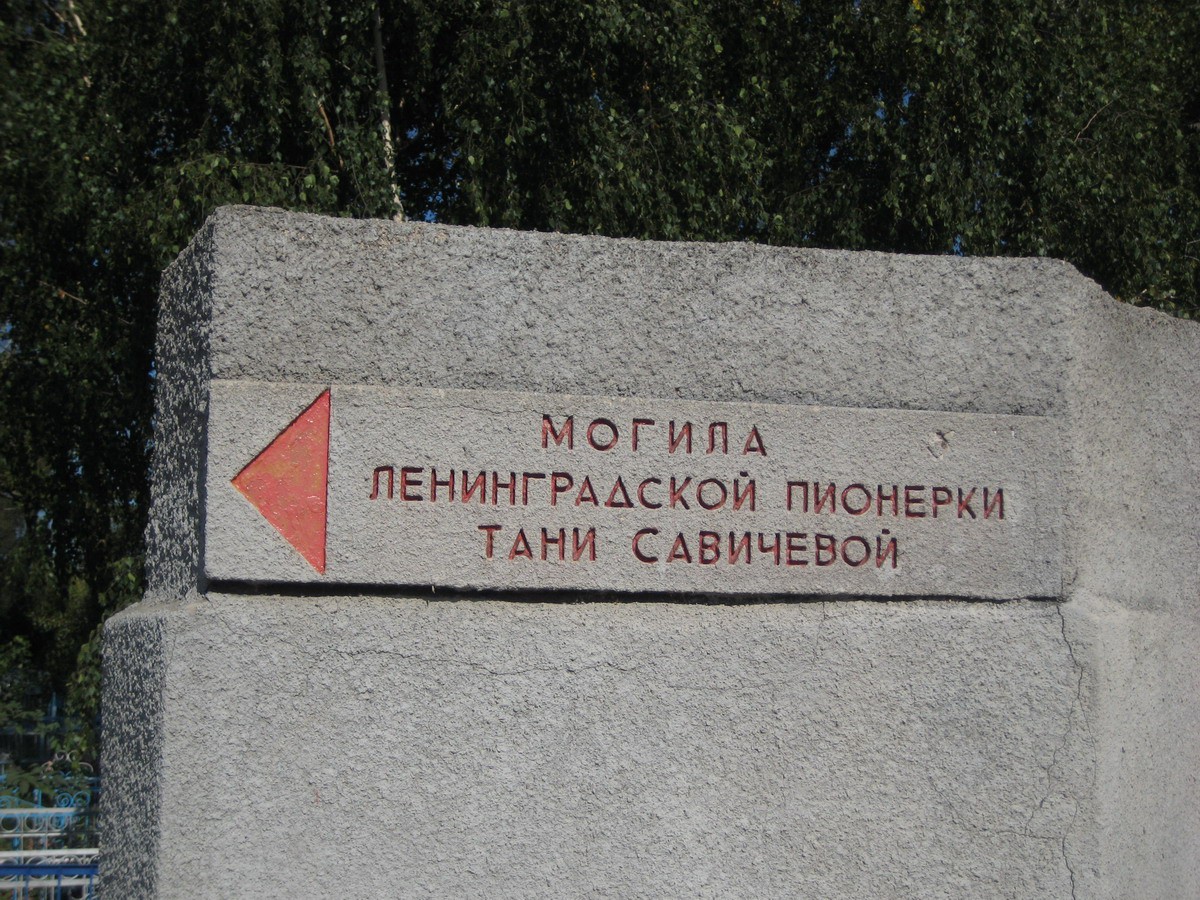 МОГИЛА
ЛЕНИНГРАДСКОЙ ПИОНЕРКИ
ТАНИ САВИЧЕВОЙ